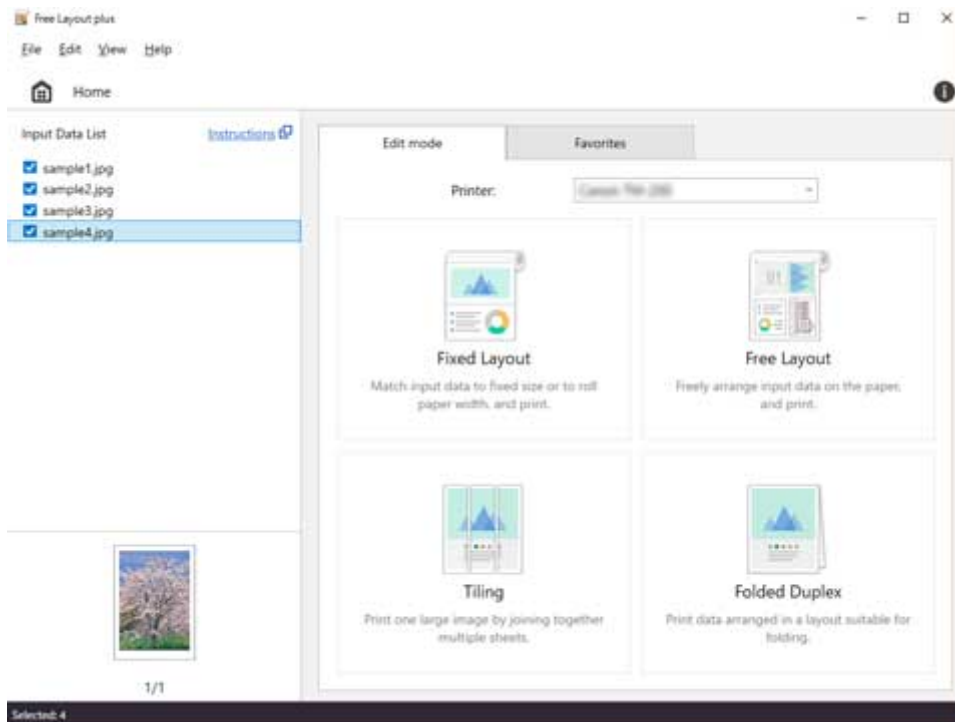 Free Layout plus
File Edit View Help
Home
Input Data List Instructions
sample1.jpg
sample2.jpg
sample3.jpg
sample4.jpg
1/1
Edit mode Favorites
Printer:
Fixed Layout
Match input data to fixed size or to roll
paper width, and print.
Free Layout
Freely arrange input data on the paper,
and print.
Tiling
Print one large image by joining together
multiple sheets.
Folded Duplex
Print data arranged in a layout suitable for
folding.
Selected: 4